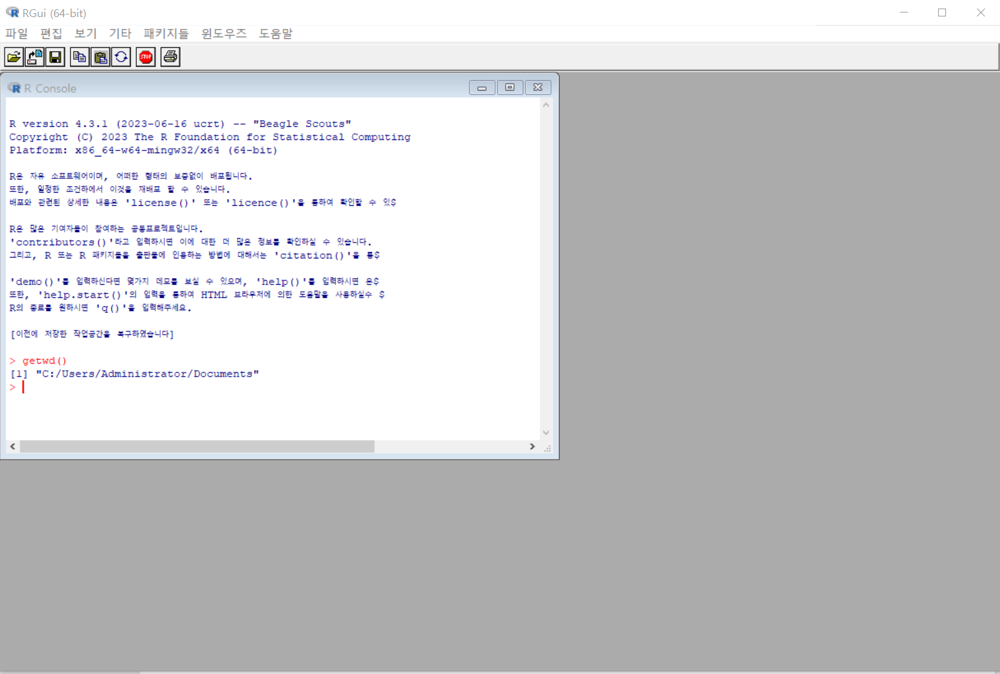 RGui (64-bit)
파일 편집 보기 기타 패키지들 윈도우즈 도움말
STOP
R Console
R version 4.3.1 (2023-06-16 ucrt) -- "Beagle Scouts"
Copyright (C) 2023 The R Foundation for Statistical Computing
Platform: x86_64-w64-mingw32/x64 (64-bit)
R은 자유 소프트웨어이며, 어떠한 형태의 보증없이 배포됩니다.
또한, 일정한 조건하에서 이것을 재배포 할 수 있습니다.
배포와 관련된 상세한 내용은 'license()' 또는 'licence()'을 통하여 확인할 수 있$
R은 많은 기여자들이 참여하는 공동프로젝트입니다.
'contributors()'라고 입력하시면 이에 대한 더 많은 정보를 확인하실 수 있습니다.
그리고, R 또는 R 패키지들을 출판물에 인용하는 방법에 대해서는 'citation()'을 통$
'demo()'를 입력하신다면 몇가지 데모를 보실 수 있으며, 'help()'를 입력하시면 온$
또한, 'help.start()'의 입력을 통하여 HTML 브라우저에 의한 도움말을 사용하실수 $
R의 종료를 원하시면 'q()'을 입력해주세요.
[이전에 저장한 작업공간을 복구하였습니다]
> getwd()
[1] "C:/Users/Administrator/Documents"
>